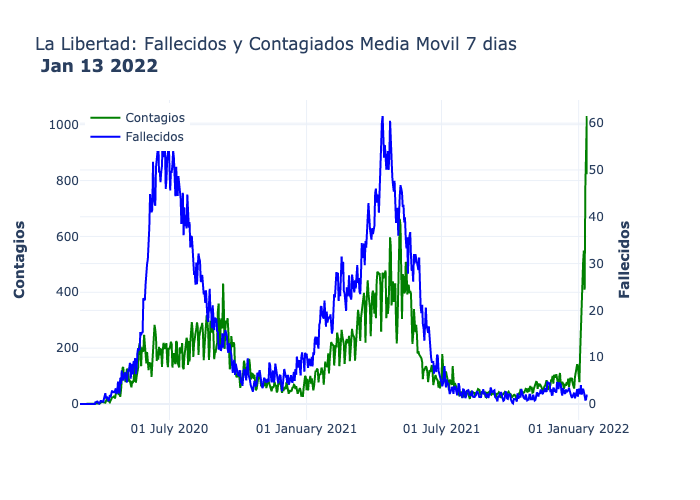 La Libertad: Fallecidos y Contagiados Media Movil 7 dias
Jan 13 2022
Contagios
Fallecidos
1000
800
600
400
200
0
60
50
40
30
20
10
0
Contagios
Fallecidos
01 July 2020
01 January 2021
01 July 2021
01 January 2022